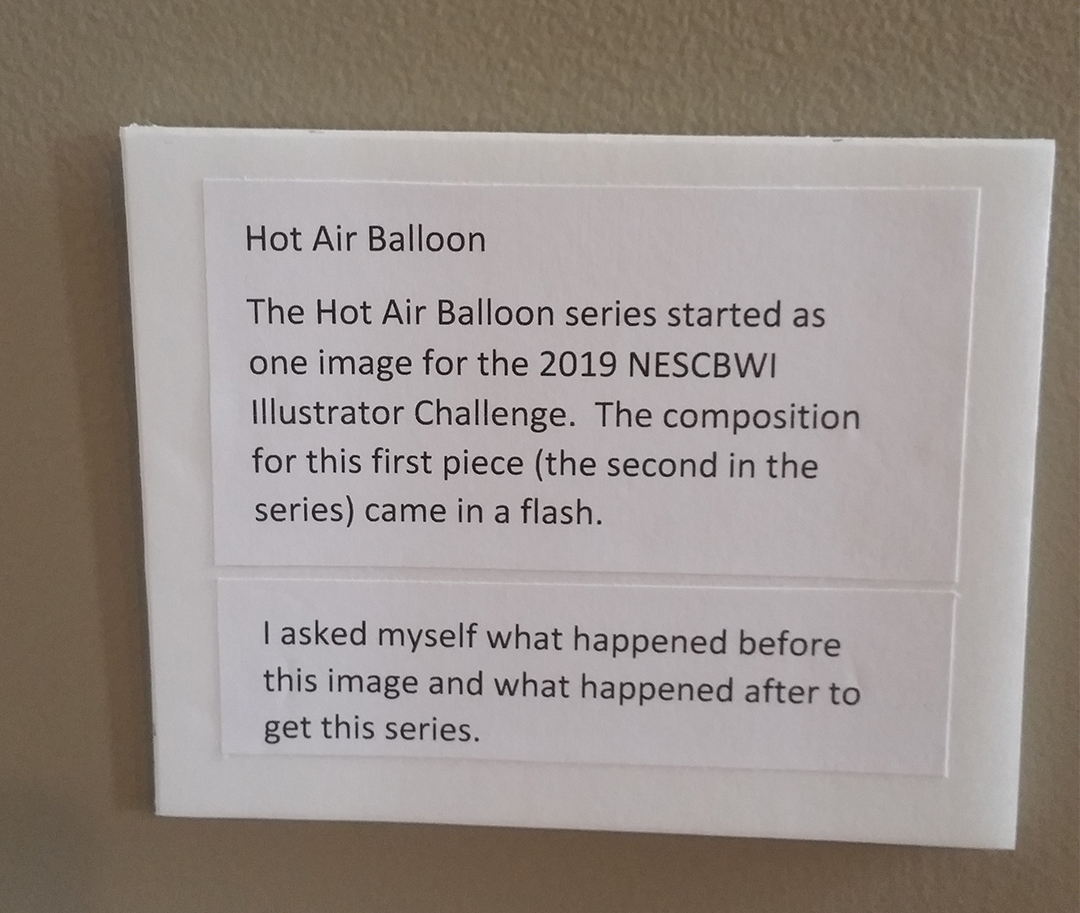 Hot Air Balloon
The Hot Air Balloon series started as
one image for the 2019 NESCBWI
Illustrator Challenge.  The composition
for this first piece (the second in the
series) came in a flash.
I asked myself what happened before
this image and what happened after to
get this series.